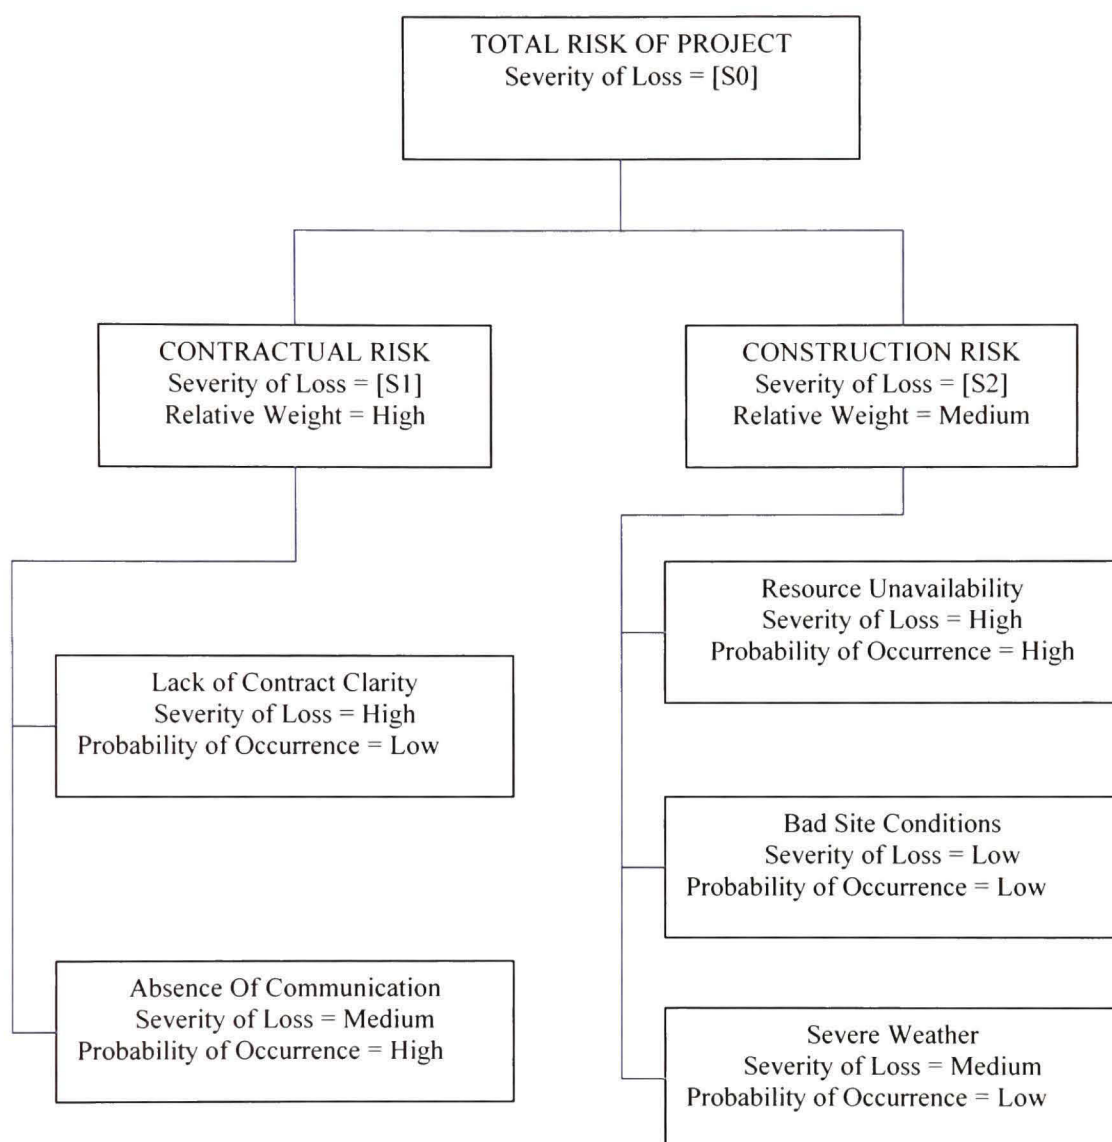 TOTAL RISK OF PROJECT
Severity of Loss = [S0]
CONTRACTUAL RISK
Severity of Loss = [S1]
Relative Weight = High
CONSTRUCTION RISK
Severity of Loss = [S2]
Relative Weight = Medium
Lack of Contract Clarity
Severity of Loss = High
Probability of Occurrence = Low
Absence Of Communication
Severity of Loss = Medium
Probability of Occurrence = High
Resource Unavailability
Severity of Loss = High
Probability of Occurrence = High
Bad Site Conditions
Severity of Loss = Low
Probability of Occurrence = Low
Severe Weather
Severity of Loss = Medium
Probability of Occurrence = Low